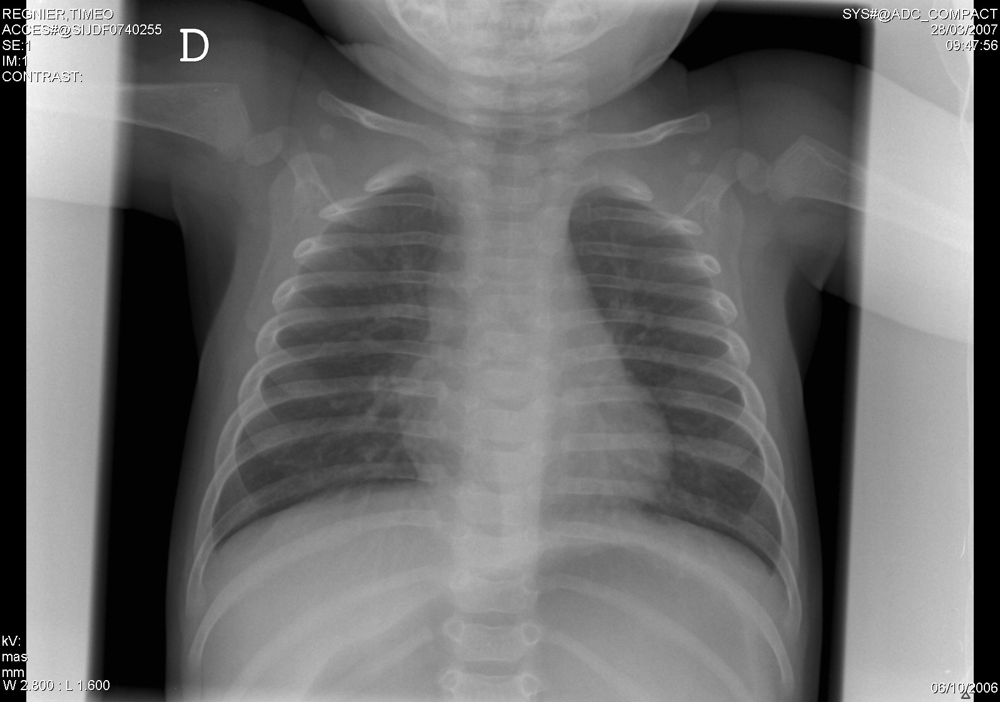 REGNIER,TIMEO
ACCES#@SIJDF0740255
SE:1
IM:1
CONTRAST:
D
SYS#@ADC_COMPACT
28/03/2007
09:47:56
kV:
mas
mm
W 2.800 : L 1.600
06/10/2006